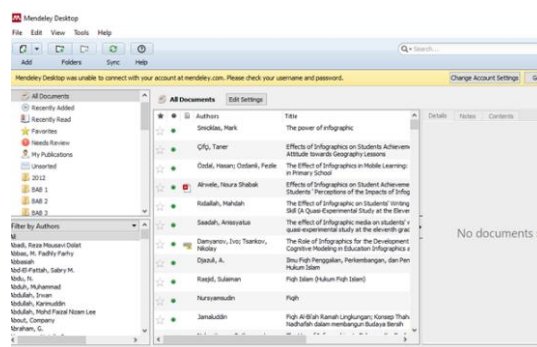 Mendeley Desktop
File Edit View Tools Help
Add Folders Sync Help
Search...
Mendeley Desktop was unable to connect with your account at mendeley.com. Please check your username and password.
Change Account Settings
All Documents
Recently Added
Recently Read
Favorites
Needs Review
My Publications
Unsorted
2012
BAB 1
BAB 2
BAB 3
Filter by Authors
All
Abadi, Reza Mousavi Dolat
Abbas, M. Fadhly Farhy
Abbasiah
Abd-El-Fattah, Sabry M.
Abdu, N.
Abduh, Muhammad
Abdullah, Irwan
Abdullah, Karimuddin
Abdullah, Mohd Faizal Nizam Lee
About, Company
Abraham, G.
All Documents Edit Settings
Authors Title
Smiciklas, Mark The power of infographic
Çifçi, Taner Effects of Infographics on Students Achievem
Attitude towards Geography Lessons
Özdal, Hasan; Ozdamli, Fezile The Effect of Infographics in Mobile Learning:
in Primary School
Alrwele, Noura Shabak Effects of Infographics on Student Achieveme
Students' Perceptions of the Impacts of Infog
Ridallah, Mahdah The Effect of Infographic on Students' Writing
Skill (A Quasi-Experimental Study at the Eleve
Saadah, Anissyatus The effect of Infographic media on students' r
quasi-experimental study at the eleventh grad
Damyanov, Ivo; Tsankov,
Nikolay The Role of Infographics for the Development
Cognitive Modeling in Education Infographics a
Djazuli, A. Ilmu Fiqh Penggalian, Perkembangan, dan Pen
Hukum Islam
Rasjid, Sulaiman Fiqh Islam (Hukum Fiqh Islam)
Nursyamsudin Fiqh
Jamaluddin Fiqh Al-Bi'ah Ramah Lingkungan; Konsep Thah
Nadhafah dalam membangun Budaya Bersih
Details Notes Contents
No documents